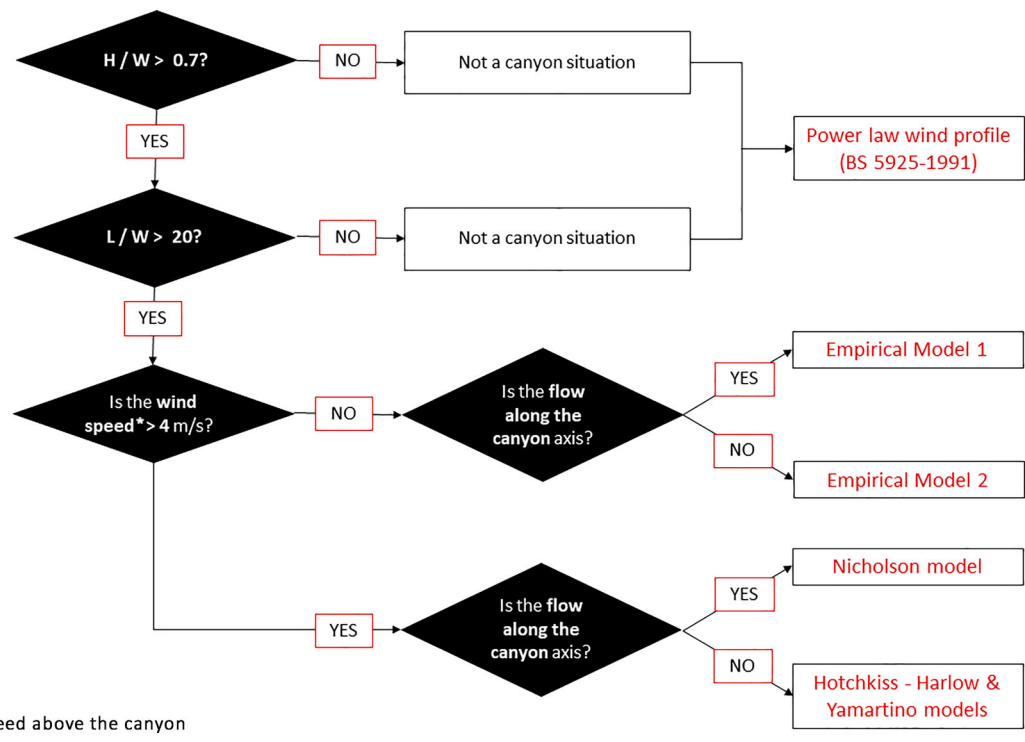 H / W > 0.7?
NO
Not a canyon situation
YES
Power law wind profile
(BS 5925-1991)
L / W > 20?
NO
Not a canyon situation
YES
Is the wind
speed* > 4 m/s?
NO
Is the flow
along the
canyon axis?
YES
Empirical Model 1
NO
Empirical Model 2
YES
Is the flow
along the
canyon axis?
YES
Nicholson model
NO
Hotchkiss - Harlow &
Yamartino models
above the canyon